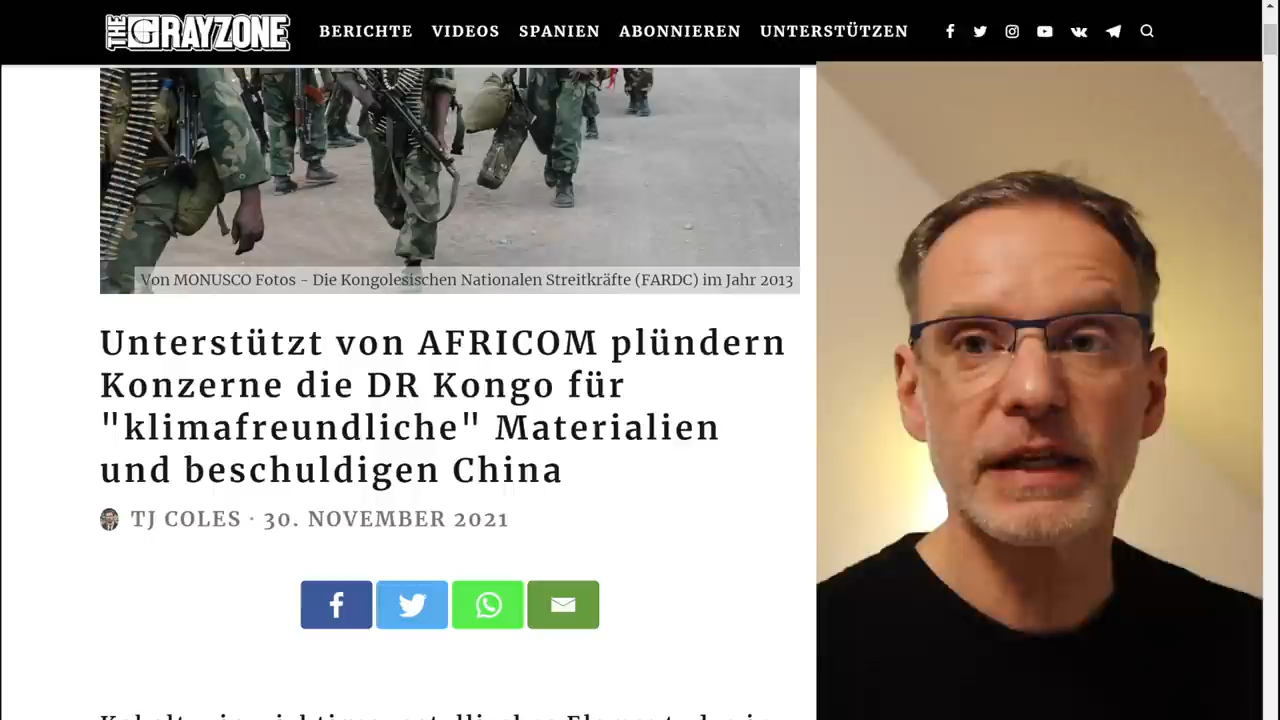 THE GRAYZONE
BERICHTE VIDEOS SPANIEN ABONNIEREN UNTERSTÜTZEN
Von MONUSCO Fotos - Die Kongolesischen Nationalen Streitkräfte (FARDC) im Jahr 2013
Unterstützt von AFRICOM plündern
Konzerne die DR Kongo für
"klimafreundliche" Materialien
und beschuldigen China
TJ COLES · 30. NOVEMBER 2021